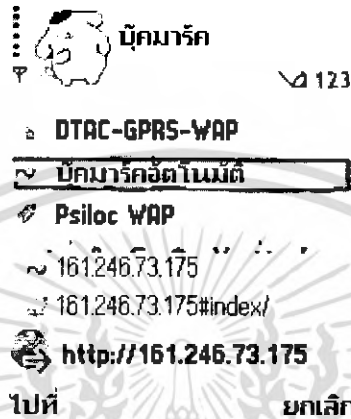 บุ๊คมาร์ค
123
DTAC-GPRS-WAP
บุ๊คมาร์คอัตโนมัติ
Psiloc WAP
161.246.73.175
161.246.73.175#index/
http://161.246.73.175
ไปที่ ยกเลิก